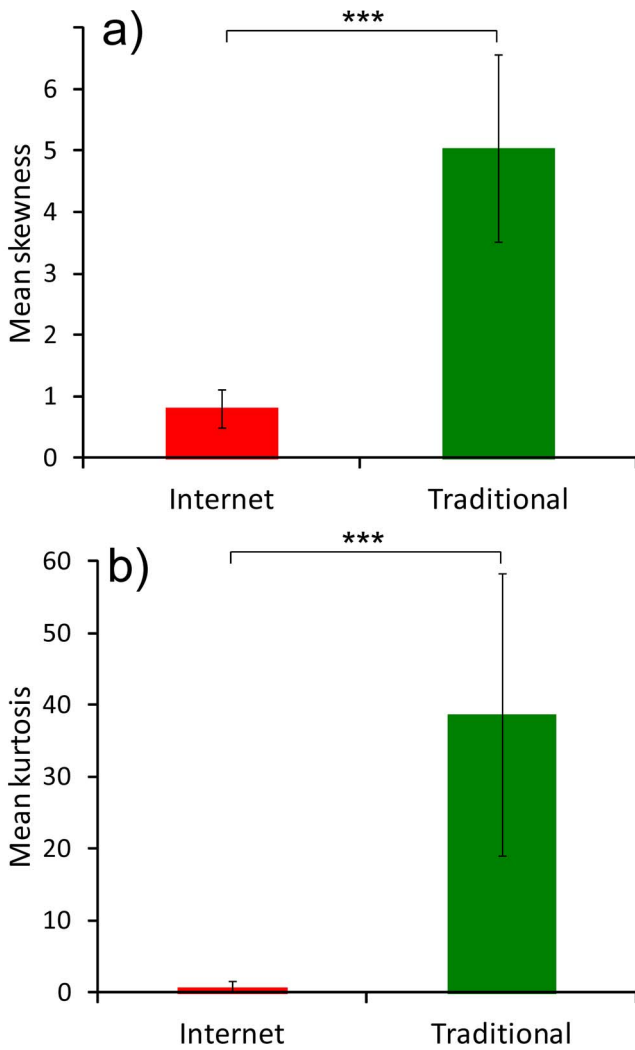 a)
***
7
6
5
4
3
2
1
0
Mean skewness
Internet Traditional
b)
***
60
50
40
30
20
10
0
Mean kurtosis
Internet Traditional